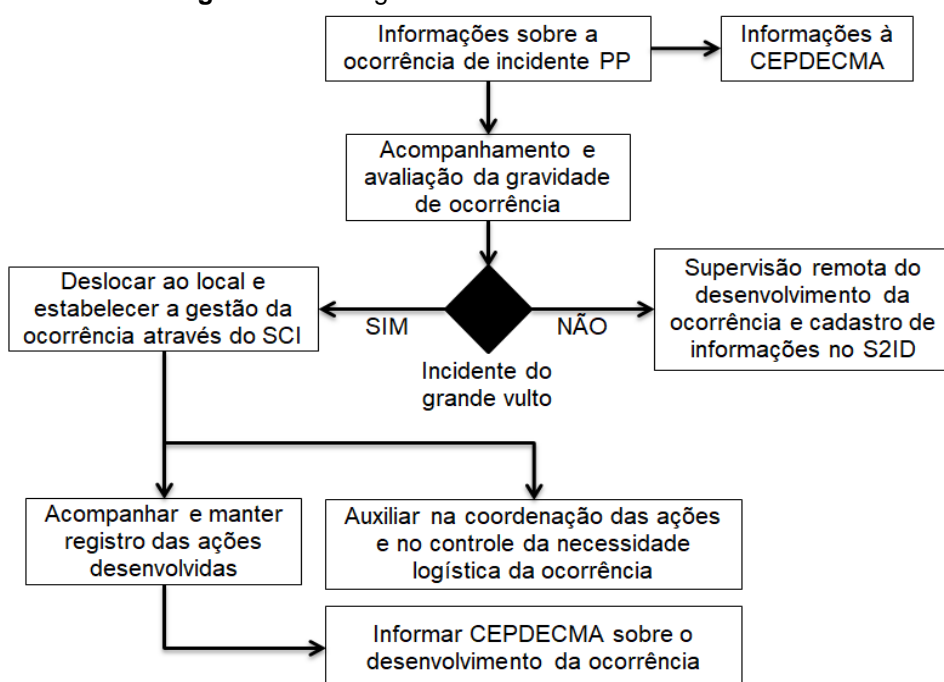 Informações sobre a
ocorrência de incidente PP
Informações à
CEPDECMA
Acompanhamento e
avaliação da gravidade
de ocorrência
Deslocar ao local e
estabelecer a gestão da
ocorrência através do SCI
SIM
NÃO
Supervisão remota do
desenvolvimento da
ocorrência e cadastro de
informações no S2ID
Incidente do
grande vulto
Acompanhar e manter
registro das ações
desenvolvidas
Auxiliar na coordenação das ações
e no controle da necessidade
logística da ocorrência
Informar CEPDECMA sobre o
desenvolvimento da ocorrência